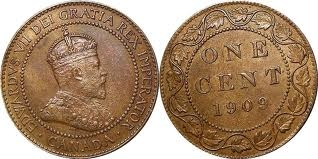 EDWARDVS VII DEI GRATIA REX IMPERATOR
CANADA
ONE
CENT
1909